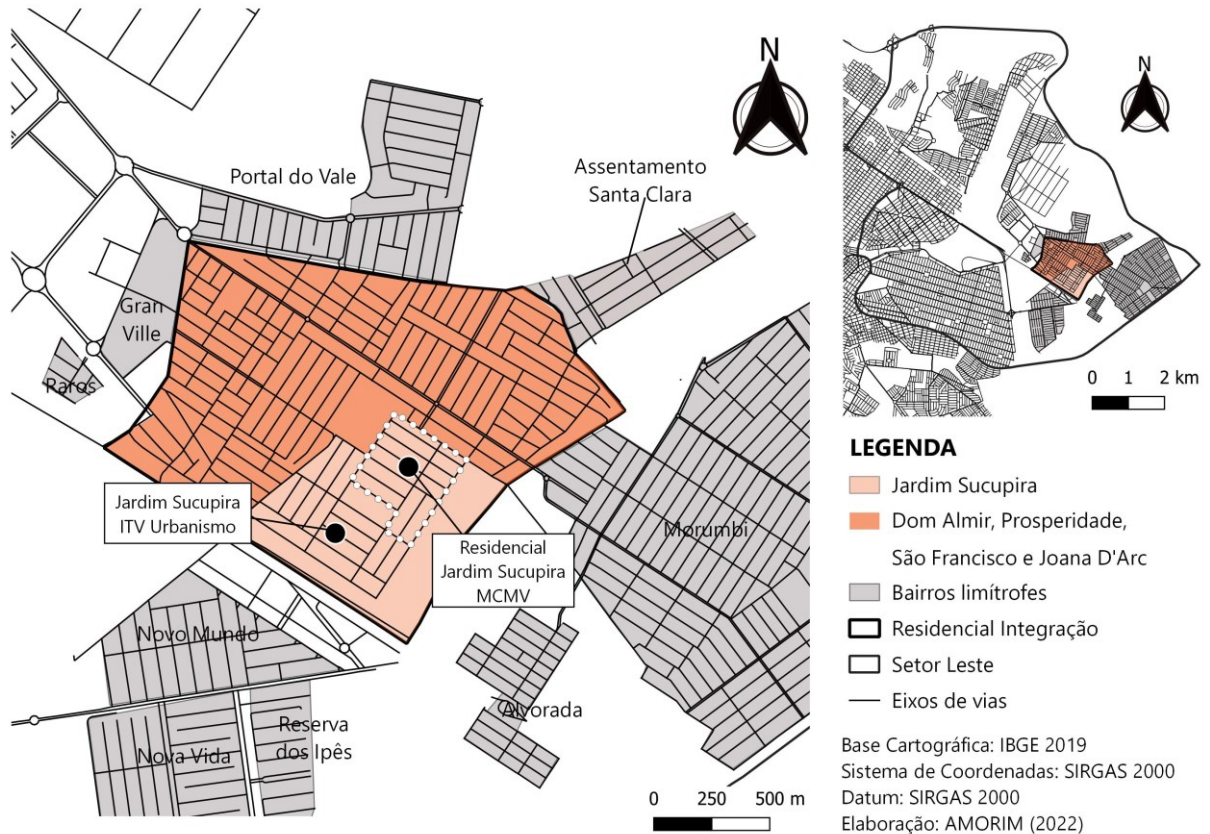 N
Portal do Vale
Assentamento
Santa Clara
Gran
Ville
Raros
Jardim Sucupira
ITV Urbanismo
Residencial
Jardim Sucupira
MCMV
Morumbi
Novo Mundo
Alvorada
Nova Vida
Reserva
dos Ipês
0 250 500 m
N
0 1 2 km
LEGENDA
Jardim Sucupira
Dom Almir, Prosperidade,
São Francisco e Joana D'Arc
Bairros limítrofes
Residencial Integração
Setor Leste
Eixos de vias
Base Cartográfica: IBGE 2019
Sistema de Coordenadas: SIRGAS 2000
Datum: SIRGAS 2000
Elaboração: AMORIM (2022)